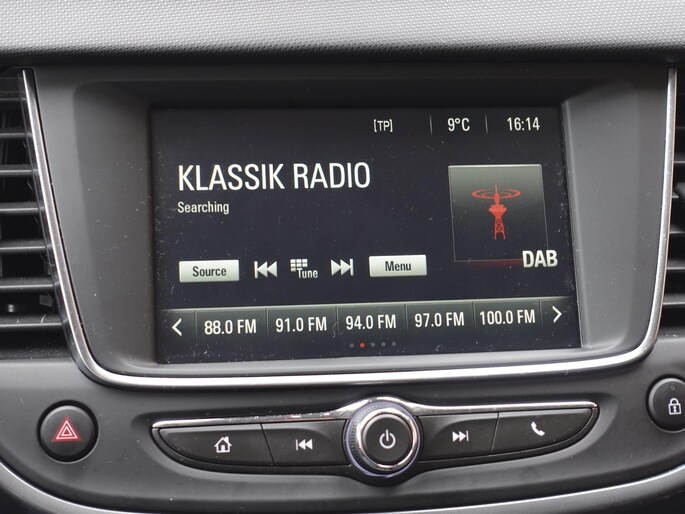 [TP] 9°C 16:14
KLASSIK RADIO
Searching
DAB
Source Tune Menu
88.0 FM 91.0 FM 94.0 FM 97.0 FM 100.0 FM